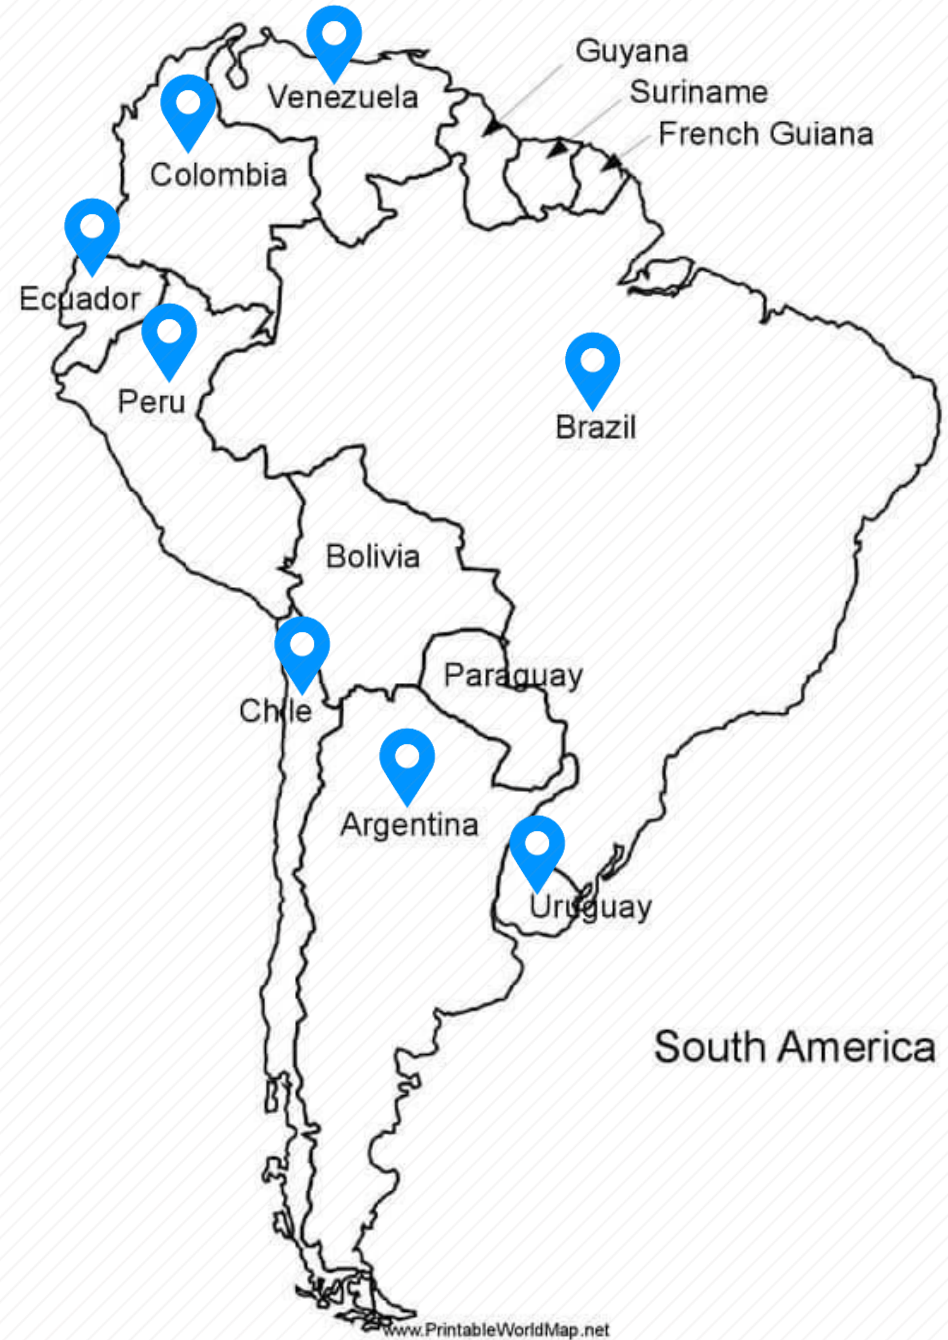 Guyana
Venezuela
Suriname
French Guiana
Colombia
Ecuador
Peru
Brazil
Bolivia
Paraguay
Chile
Argentina
Uruguay
South America
www.PrintableWorldMap.net